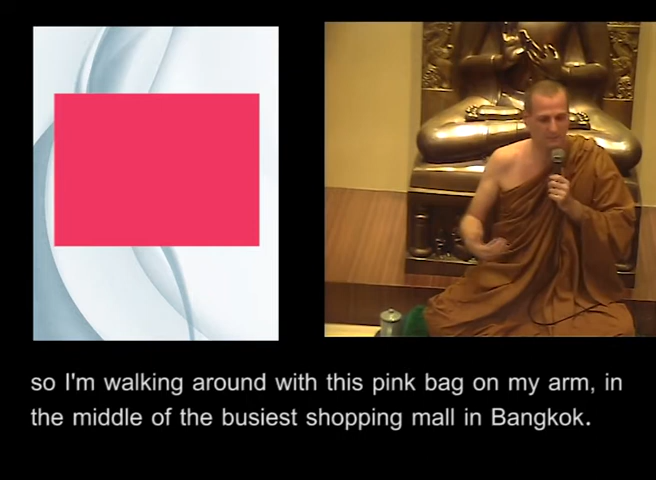 so I'm walking around with this pink bag on my arm, in
the middle of the busiest shopping mall in Bangkok.